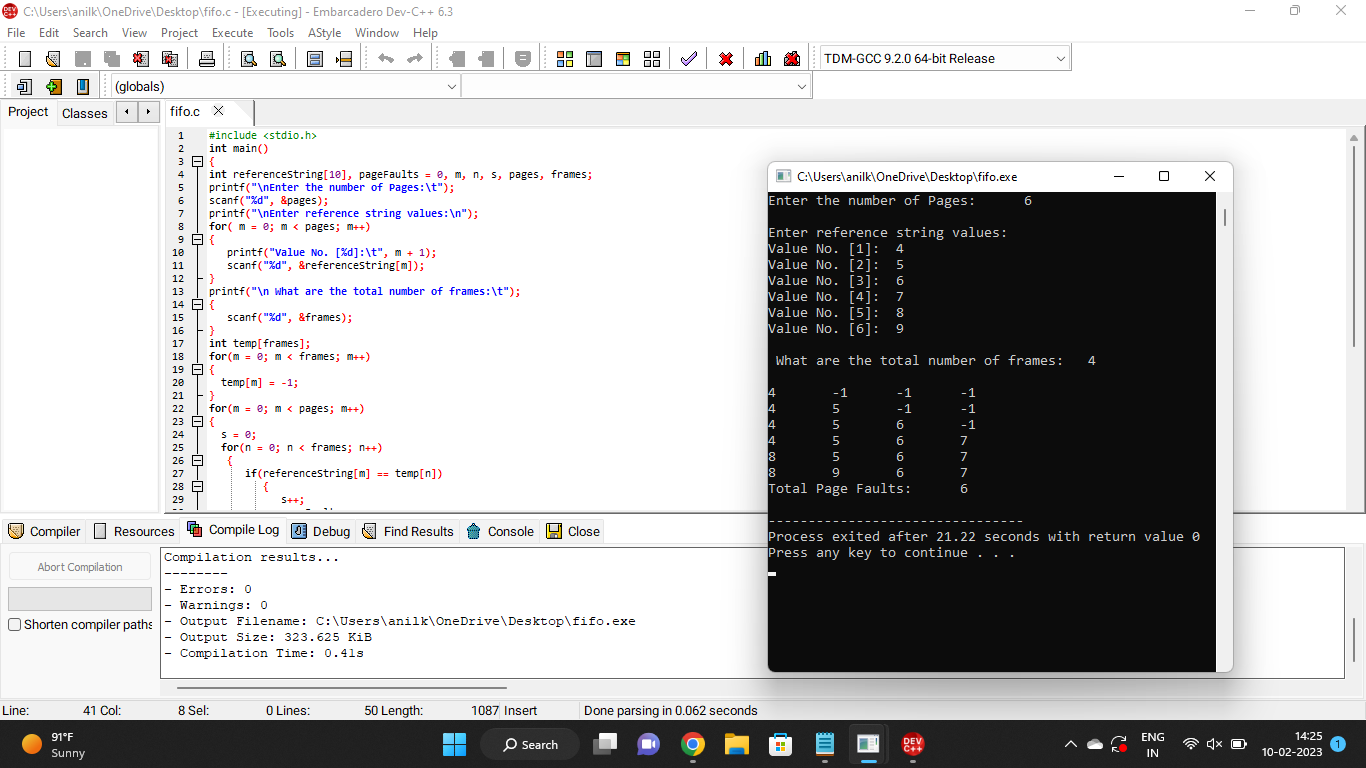 C:\Users\anilk\OneDrive\Desktop\fifo.c - [Executing] - Embarcadero Dev-C++ 6.3
File Edit Search View Project Execute Tools AStyle Window Help
TDM-GCC 9.2.0 64-bit Release
(globals)
Project Classes
fifo.c
1 #include <stdio.h>
2 int main()
3 {
4 int referenceString[10], pageFaults = 0, m, n, s, pages, frames;
5 printf("\nEnter the number of Pages:\t");
6 scanf("%d", &pages);
7 printf("\nEnter reference string values:\n");
8 for( m = 0; m < pages; m++)
9 {
10 printf("Value No. [%d]:\t", m + 1);
11 scanf("%d", &referenceString[m]);
12 }
13 printf("\n What are the total number of frames:\t");
14 {
15 scanf("%d", &frames);
16 }
17 int temp[frames];
18 for(m = 0; m < frames; m++)
19 {
20 temp[m] = -1;
21 }
22 for(m = 0; m < pages; m++)
23 {
24 s = 0;
25 for(n = 0; n < frames; n++)
26 {
27 if(referenceString[m] == temp[n])
28 {
29 s++;
C:\Users\anilk\OneDrive\Desktop\fifo.exe
Enter the number of Pages: 6
Enter reference string values:
Value No. [1]: 4
Value No. [2]: 5
Value No. [3]: 6
Value No. [4]: 7
Value No. [5]: 8
Value No. [6]: 9
What are the total number of frames: 4
4 -1 -1 -1
4 5 -1 -1
4 5 6 -1
4 5 6 7
8 5 6 7
8 9 6 7
Total Page Faults: 6
--------------------------------
Process exited after 21.22 seconds with return value 0
Press any key to continue . . .
Compiler Resources Compile Log Debug Find Results Console Close
Abort Compilation
Shorten compiler paths
Compilation results...
--------
- Errors: 0
- Warnings: 0
- Output Filename: C:\Users\anilk\OneDrive\Desktop\fifo.exe
- Output Size: 323.625 KiB
- Compilation Time: 0.41s
Line: 41 Col: 8 Sel: 0 Lines: 50 Length: 1087 Insert Done parsing in 0.062 seconds
91°F
Sunny
Search
DEV C++
ENG
IN
14:25
10-02-2023
1